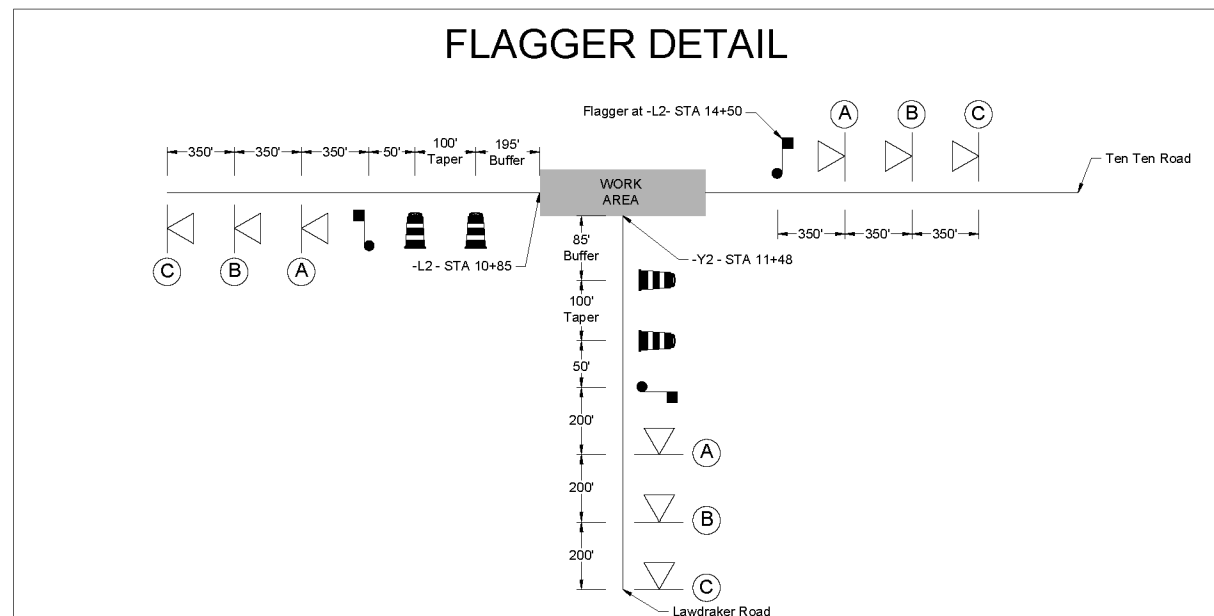 FLAGGER DETAIL
Flagger at -L2- STA 14+50
A
B
C
350'
350'
350'
50'
100'
Taper
195'
Buffer
Ten Ten Road
WORK
AREA
350'
350'
350'
C
B
A
-L2- STA 10+85
85'
Buffer
-Y2 - STA 11+48
100'
Taper
50'
200'
A
200'
B
200'
C
Lawdraker Road